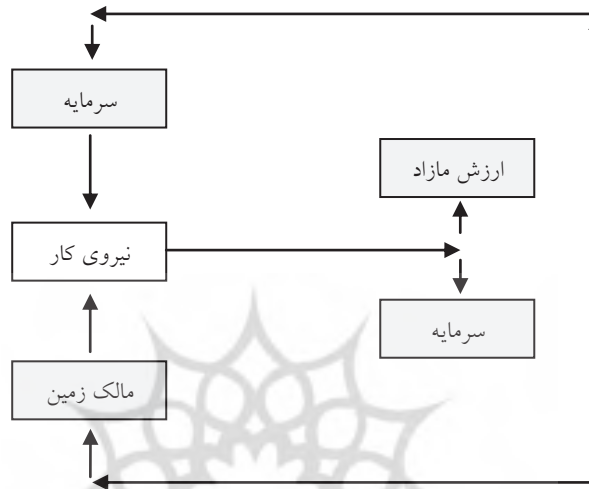 سرمایه
ارزش مازاد
نیروی کار
سرمایه
مالک زمین